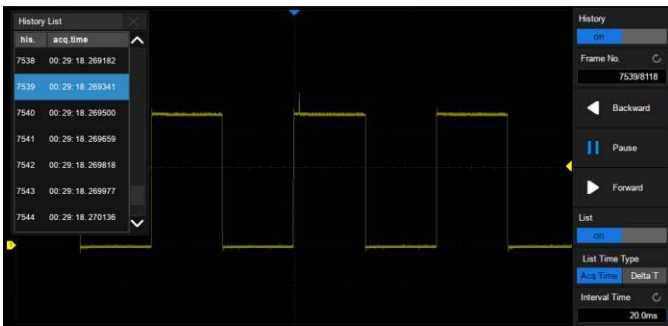 History List
his. acq.time
7538 00: 29: 18. 269182
7539 00: 29: 18. 269341
7540 00: 29: 18. 269500
7541 00: 29: 18. 269659
7542 00: 29: 18. 269818
7543 00: 29: 18. 269977
7544 00: 29: 18. 270136
1
History
on
Frame No.
7539/8118
Backward
Pause
Forward
List
on
List Time Type
Acq Time Delta T
Interval Time
20.0ms